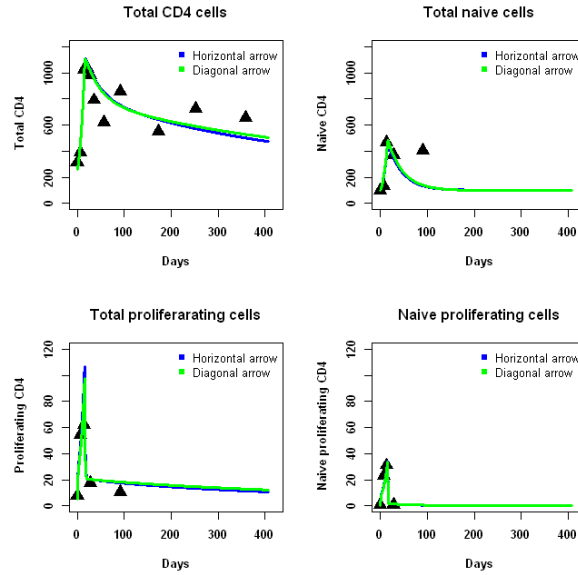 Total CD4 cells
Total naive cells
Total CD4
0 200 600 1000
Horizontal arrow
Diagonal arrow
0 100 200 300 400
Days
Naive CD4
0 200 600 1000
Horizontal arrow
Diagonal arrow
0 100 200 300 400
Days
Total proliferarating cells
Naive proliferating cells
Proliferating CD4
0 20 40 60 80 120
Horizontal arrow
Diagonal arrow
0 100 200 300 400
Days
Naive proliferating CD4
0 20 40 60 80 120
Horizontal arrow
Diagonal arrow
0 100 200 300 400
Days